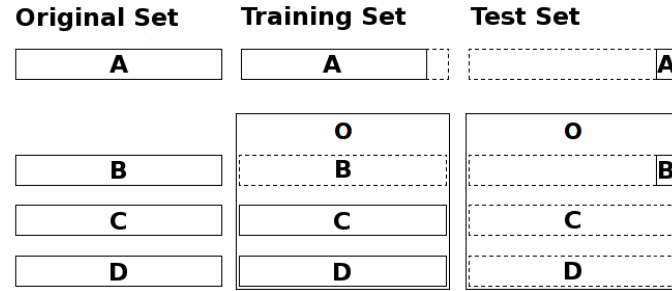 Original Set Training Set Test Set
A A A
O O
B B B
C C C
D D D